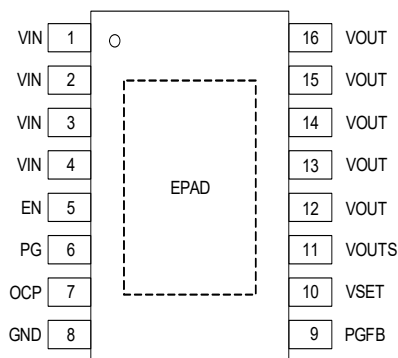 VIN 1 16 VOUT
VIN 2 15 VOUT
VIN 3 14 VOUT
VIN 4 13 VOUT
EPAD
EN 5 12 VOUT
PG 6 11 VOUTS
OCP 7 10 VSET
GND 8 9 PGFB